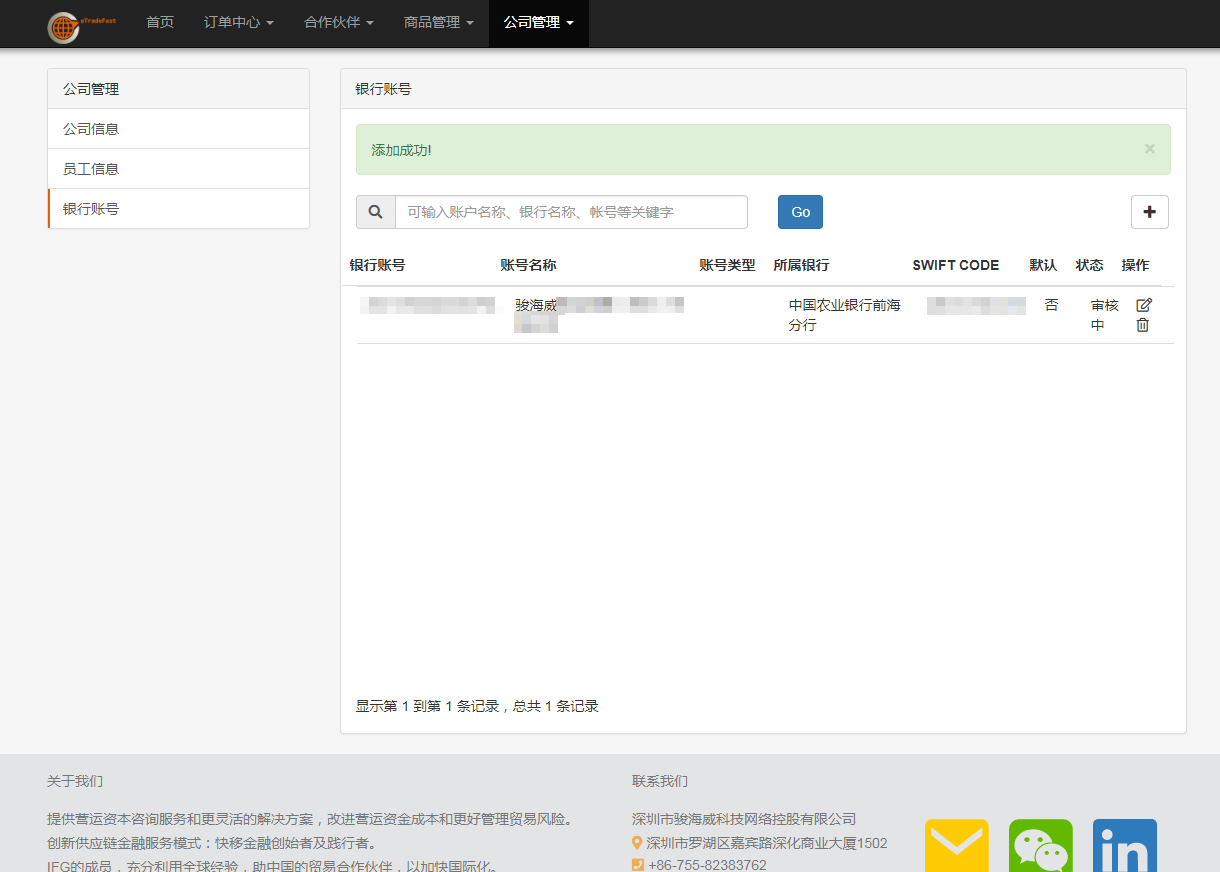 eTradeFast
首页 订单中心 合作伙伴 商品管理 公司管理
公司管理
公司信息
员工信息
银行账号
银行账号
添加成功! ×
可输入账户名称、银行名称、帐号等关键字 Go
银行账号 账号名称 账号类型 所属银行 SWIFT CODE 默认 状态 操作
骏海威 中国农业银行前海 否 审核
分行 中
显示第 1 到第 1 条记录，总共 1 条记录
关于我们
提供营运资本咨询服务和更灵活的解决方案，改进营运资金成本和更好管理贸易风险。
创新供应链金融服务模式：快移金融创始者及践行者。
IFG的成员，充分利用全球经验，助中国的贸易合作伙伴，以加快国际化。
联系我们
深圳市骏海威科技网络控股有限公司
深圳市罗湖区嘉宾路深化商业大厦1502
+86-755-82383762
in